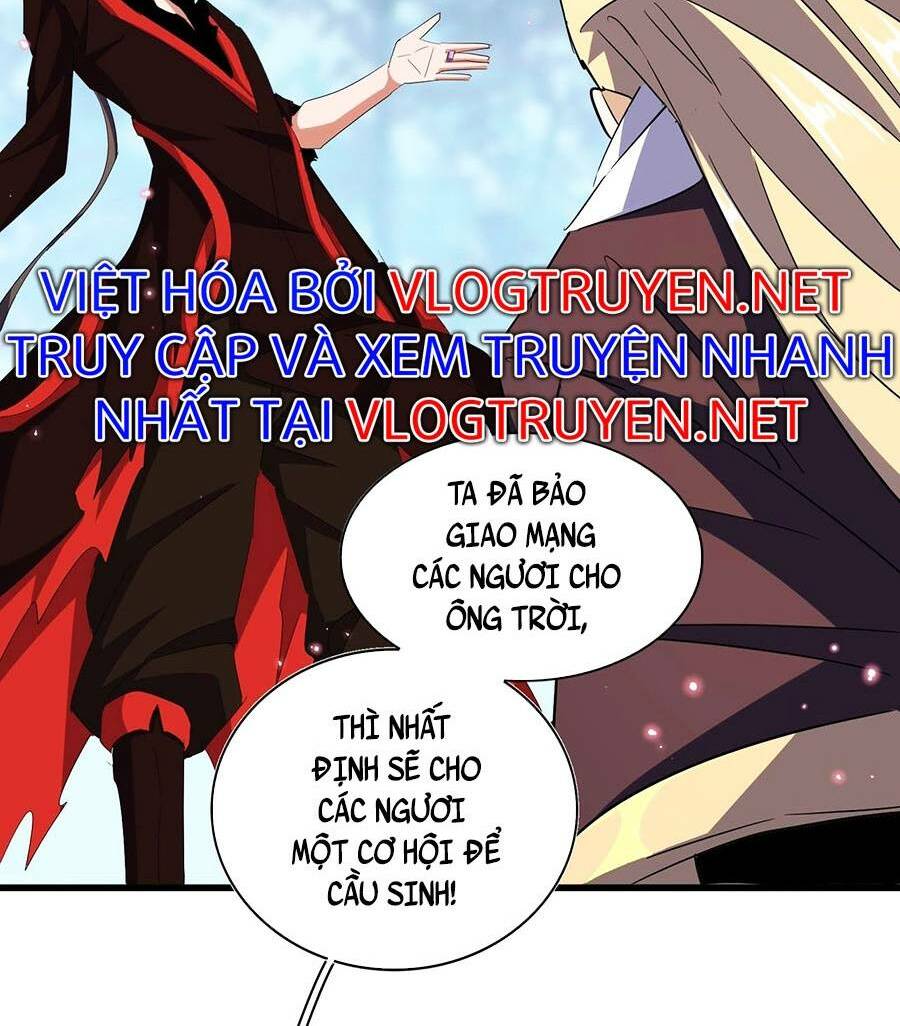 VIỆT HÓA BỞI VLOGTRUYEN.NET
TRUY CẬP VÀ XEM TRUYỆN NHANH
NHẤT TẠI VLOGTRUYEN.NET
TA ĐÃ BẢO
GIAO MẠNG
CÁC NGƯƠI CHO
ÔNG TRỜI,
THÌ NHẤT
ĐỊNH SẼ CHO
CÁC NGƯƠI
MỘT CƠ HỘI ĐỂ
CẦU SINH!